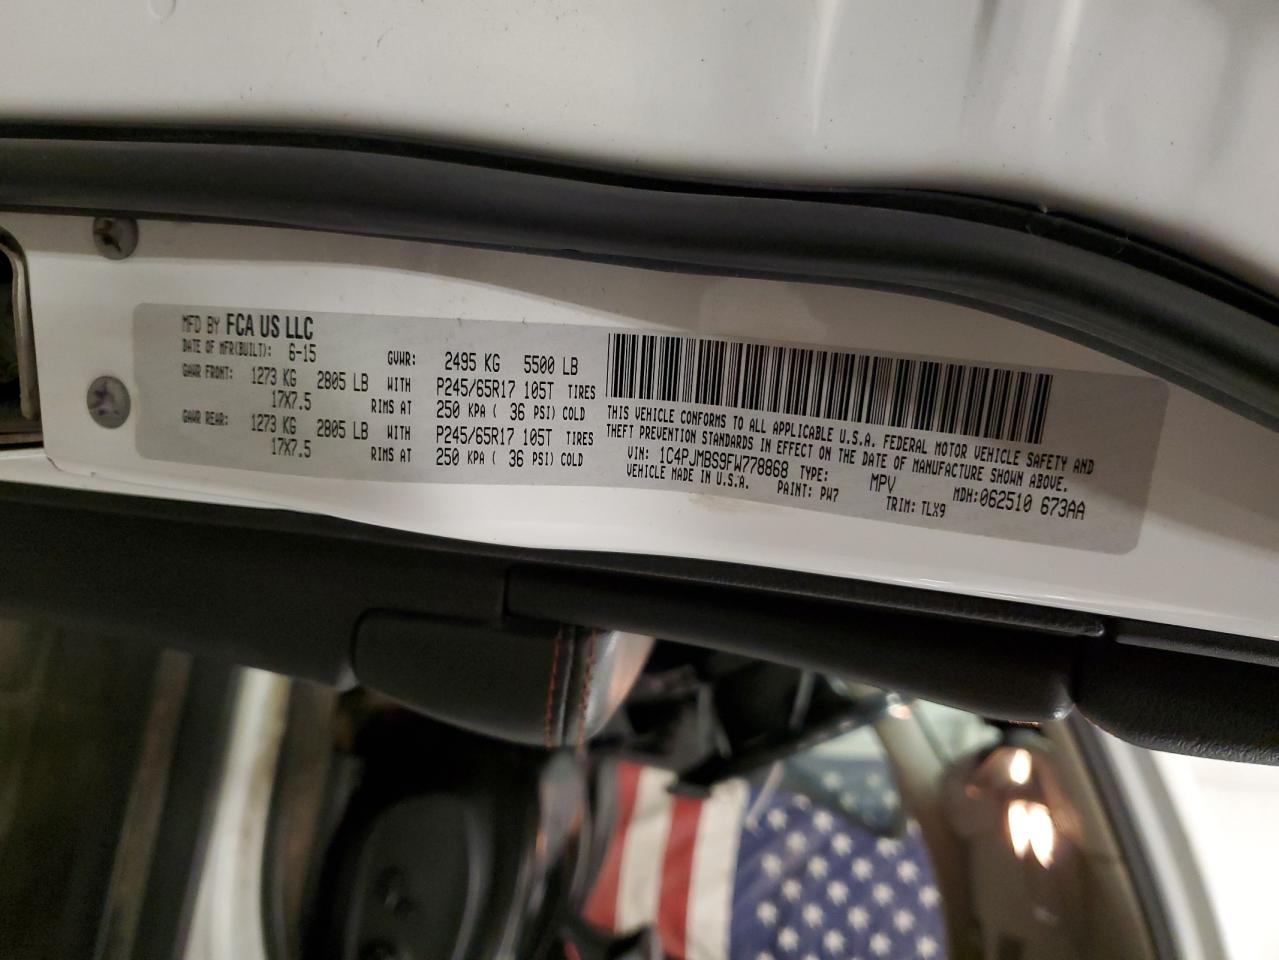 MFD BY FCA US LLC
DATE OF MFR(BUILT): 6-15 GVWR: 2495 KG 5500 LB
GAWR FRONT: 1273 KG 2805 LB WITH P245/65R17 105T TIRES
17X7.5 RIMS AT 250 KPA ( 36 PSI) COLD
GAWR REAR: 1273 KG 2805 LB WITH P245/65R17 105T TIRES
17X7.5 RIMS AT 250 KPA ( 36 PSI) COLD
THIS VEHICLE CONFORMS TO ALL APPLICABLE U.S.A. FEDERAL MOTOR VEHICLE SAFETY AND
THEFT PREVENTION STANDARDS IN EFFECT ON THE DATE OF MANUFACTURE SHOWN ABOVE.
VIN: 1C4PJMBS9FW778868 TYPE: MPV MDH:062510 673AA
VEHICLE MADE IN U.S.A. PAINT: PW7 TRIM: TLX9